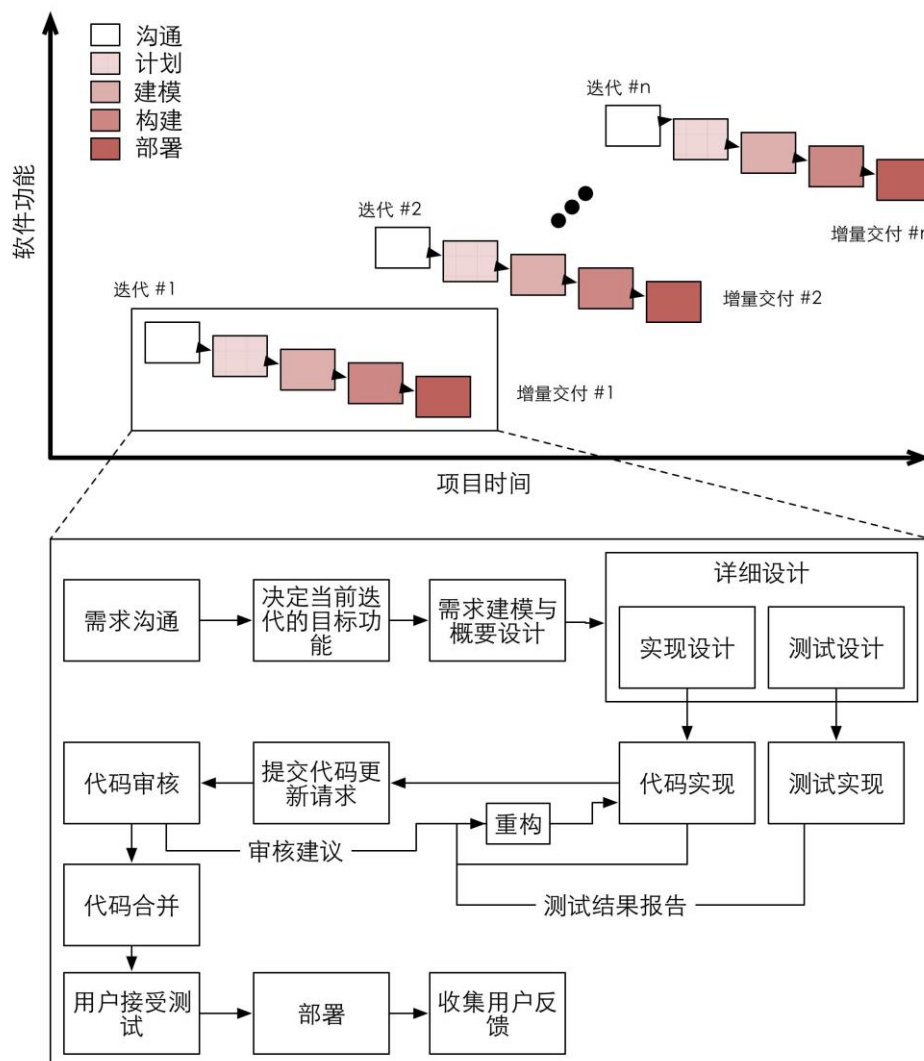 沟通
计划
建模
构建
部署
软件功能
迭代 #n
迭代 #2
增量交付 #n
迭代 #1
增量交付 #2
增量交付 #1
项目时间
详细设计
需求沟通
决定当前迭
代的目标功
能
需求建模与
概要设计
实现设计
测试设计
代码审核
提交代码更
新请求
代码实现
测试实现
重构
审核建议
代码合并
测试结果报告
用户接受测
试
部署
收集用户反
馈